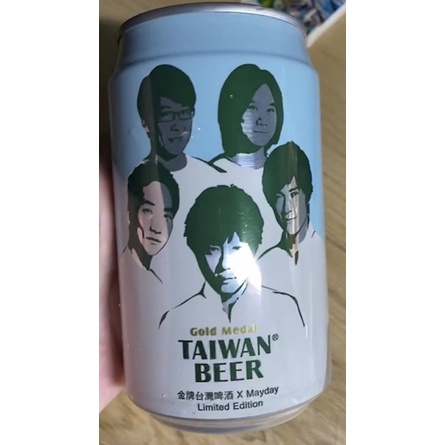 Gold Medal
TAIWAN®
BEER
金牌台灣啤酒 X Mayday
Limited Edition